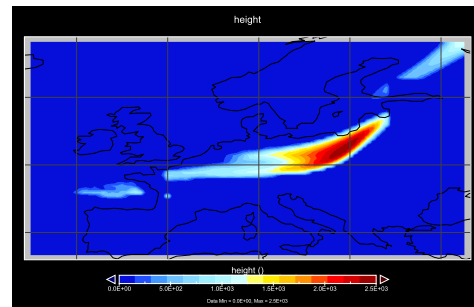 height
height ()
0.0E+00 5.0E+02 1.0E+03 1.5E+03 2.0E+03 2.5E+03
Data Min = 0.0E+00, Max = 2.5E+03